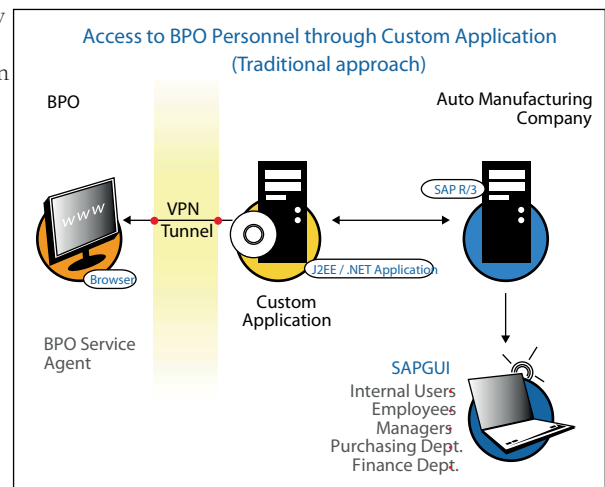 y
n
Access to BPO Personnel through Custom Application
(Traditional approach)
BPO
Auto Manufacturing
Company
SAP R/3
www
VPN
Tunnel
Browser
J2EE / .NET Application
Custom
Application
BPO Service
Agent
SAPGUI
Internal Users
Employees
Managers
Purchasing Dept.
Finance Dept.